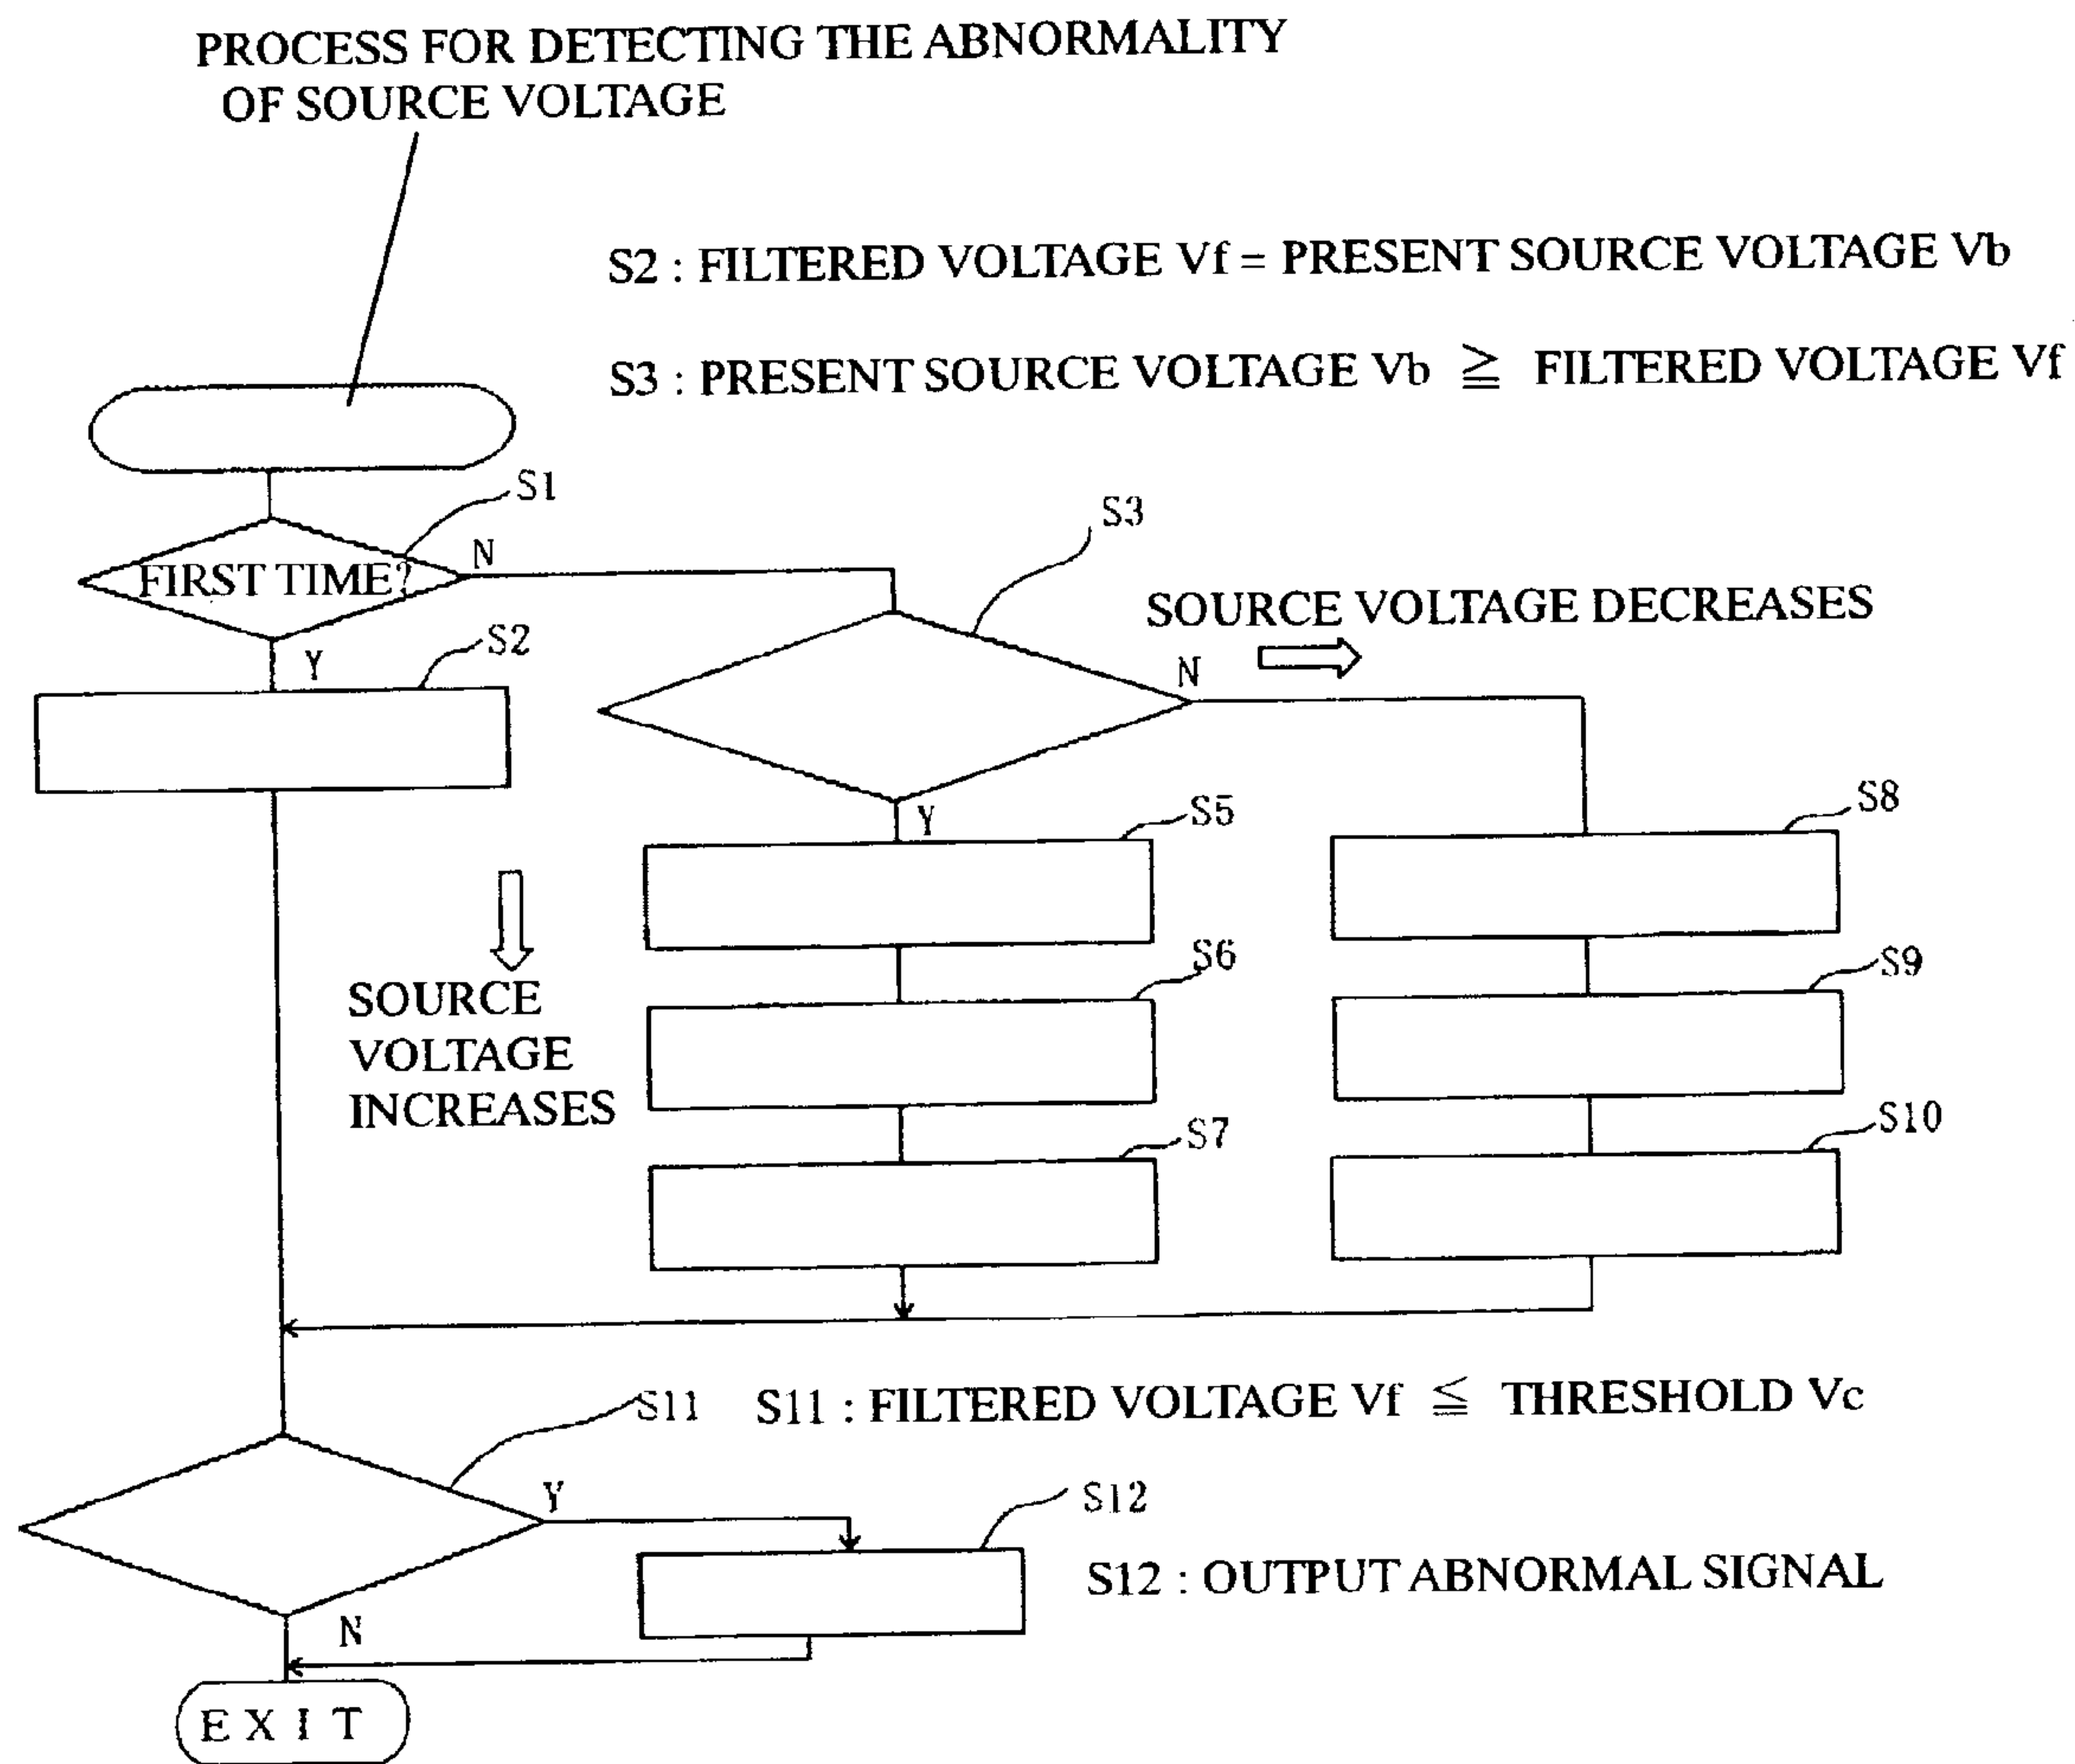 PROCESS FOR DETECTING THE ABNORMALITY
OF SOURCE VOLTAGE
S2 : FILTERED VOLTAGE Vf = PRESENT SOURCE VOLTAGE Vb
S3 : PRESENT SOURCE VOLTAGE Vb ≧ FILTERED VOLTAGE Vf
S1
FIRST TIME?
N
Y
S2
S3
SOURCE VOLTAGE DECREASES
N
Y
S5
S8
SOURCE
VOLTAGE
INCREASES
S6
S9
S7
S10
S11
S11 : FILTERED VOLTAGE Vf ≦ THRESHOLD Vc
Y
S12
S12 : OUTPUT ABNORMAL SIGNAL
N
EXIT